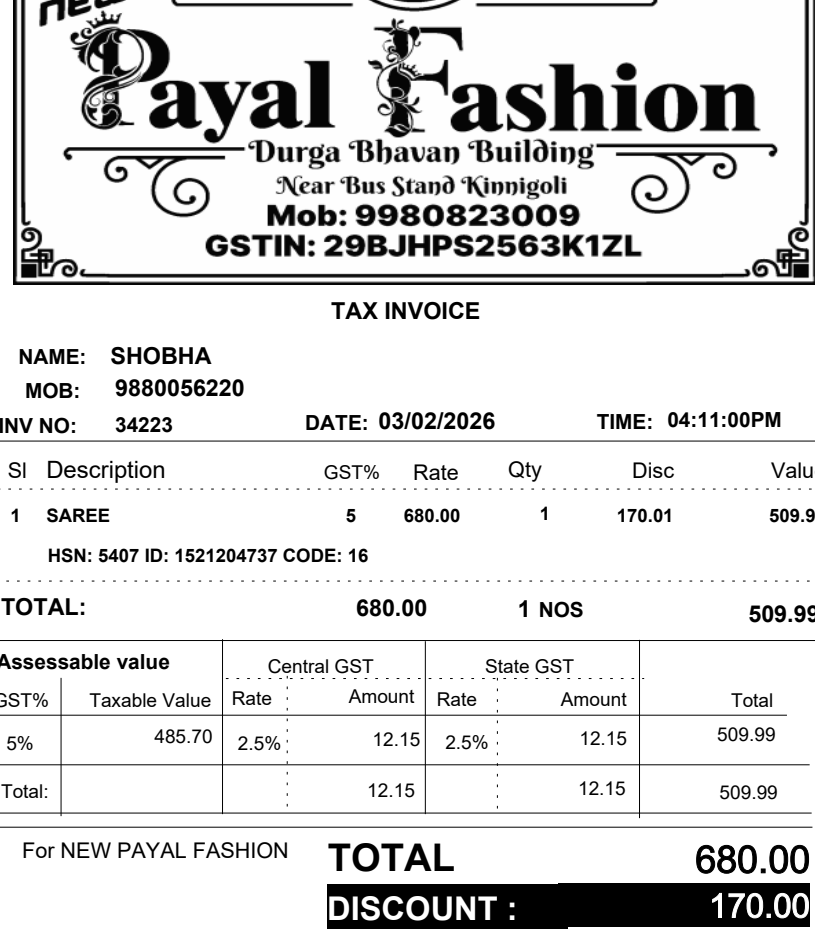 Payal Fashion
Durga Bhavan Building
Near Bus Stand Kinnigoli
Mob: 9980823009
GSTIN: 29BJHPS2563K1ZL
TAX INVOICE
NAME: SHOBHA
MOB: 9880056220
INV NO: 34223 DATE: 03/02/2026 TIME: 04:11:00PM
Sl Description GST% Rate Qty Disc Valu
1 SAREE 5 680.00 1 170.01 509.9
HSN: 5407 ID: 1521204737 CODE: 16
TOTAL: 680.00 1 NOS 509.99
Assessable value Central GST State GST
GST% Taxable Value Rate Amount Rate Amount Total
5% 485.70 2.5% 12.15 2.5% 12.15 509.99
Total: 12.15 12.15 509.99
For NEW PAYAL FASHION TOTAL 680.00
DISCOUNT : 170.00